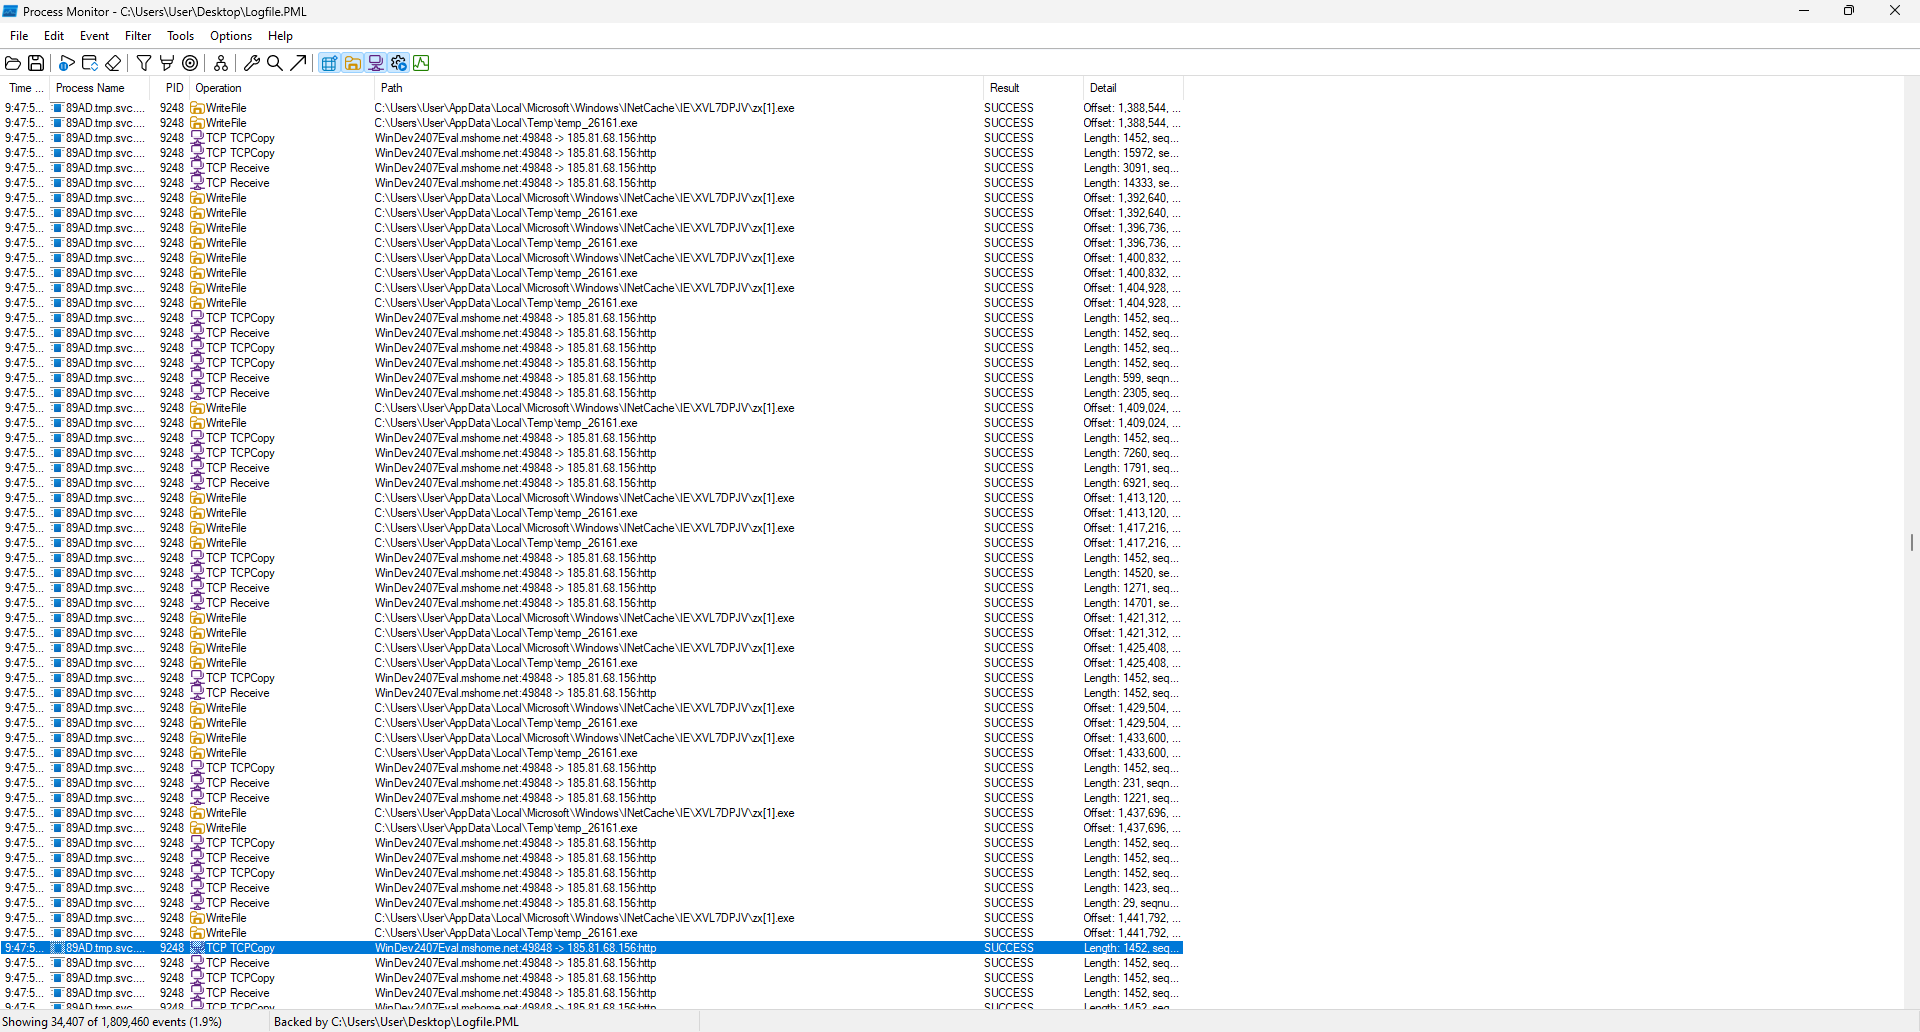 Process Monitor - C:\Users\User\Desktop\Logfile.PML
File Edit Event Filter Tools Options Help
Time ... Process Name PID Operation Path Result Detail
9:47:5... 89AD.tmp.svc.... 9248 WriteFile C:\Users\User\AppData\Local\Microsoft\Windows\INetCache\IE\XVL7DPJV\zx[1].exe SUCCESS Offset: 1,388,544, ...
9:47:5... 89AD.tmp.svc.... 9248 WriteFile C:\Users\User\AppData\Local\Temp\temp_26161.exe SUCCESS Offset: 1,388,544, ...
9:47:5... 89AD.tmp.svc.... 9248 TCP TCPCopy WinDev2407Eval.mshome.net:49848 -> 185.81.68.156:http SUCCESS Length: 1452, seq...
9:47:5... 89AD.tmp.svc.... 9248 TCP TCPCopy WinDev2407Eval.mshome.net:49848 -> 185.81.68.156:http SUCCESS Length: 15972, se...
9:47:5... 89AD.tmp.svc.... 9248 TCP Receive WinDev2407Eval.mshome.net:49848 -> 185.81.68.156:http SUCCESS Length: 3091, seq...
9:47:5... 89AD.tmp.svc.... 9248 TCP Receive WinDev2407Eval.mshome.net:49848 -> 185.81.68.156:http SUCCESS Length: 14333, se...
9:47:5... 89AD.tmp.svc.... 9248 WriteFile C:\Users\User\AppData\Local\Microsoft\Windows\INetCache\IE\XVL7DPJV\zx[1].exe SUCCESS Offset: 1,392,640, ...
9:47:5... 89AD.tmp.svc.... 9248 WriteFile C:\Users\User\AppData\Local\Temp\temp_26161.exe SUCCESS Offset: 1,392,640, ...
9:47:5... 89AD.tmp.svc.... 9248 WriteFile C:\Users\User\AppData\Local\Microsoft\Windows\INetCache\IE\XVL7DPJV\zx[1].exe SUCCESS Offset: 1,396,736, ...
9:47:5... 89AD.tmp.svc.... 9248 WriteFile C:\Users\User\AppData\Local\Temp\temp_26161.exe SUCCESS Offset: 1,396,736, ...
9:47:5... 89AD.tmp.svc.... 9248 WriteFile C:\Users\User\AppData\Local\Microsoft\Windows\INetCache\IE\XVL7DPJV\zx[1].exe SUCCESS Offset: 1,400,832, ...
9:47:5... 89AD.tmp.svc.... 9248 WriteFile C:\Users\User\AppData\Local\Temp\temp_26161.exe SUCCESS Offset: 1,400,832, ...
9:47:5... 89AD.tmp.svc.... 9248 WriteFile C:\Users\User\AppData\Local\Microsoft\Windows\INetCache\IE\XVL7DPJV\zx[1].exe SUCCESS Offset: 1,404,928, ...
9:47:5... 89AD.tmp.svc.... 9248 WriteFile C:\Users\User\AppData\Local\Temp\temp_26161.exe SUCCESS Offset: 1,404,928, ...
9:47:5... 89AD.tmp.svc.... 9248 TCP TCPCopy WinDev2407Eval.mshome.net:49848 -> 185.81.68.156:http SUCCESS Length: 1452, seq...
9:47:5... 89AD.tmp.svc.... 9248 TCP Receive WinDev2407Eval.mshome.net:49848 -> 185.81.68.156:http SUCCESS Length: 1452, seq...
9:47:5... 89AD.tmp.svc.... 9248 TCP TCPCopy WinDev2407Eval.mshome.net:49848 -> 185.81.68.156:http SUCCESS Length: 1452, seq...
9:47:5... 89AD.tmp.svc.... 9248 TCP TCPCopy WinDev2407Eval.mshome.net:49848 -> 185.81.68.156:http SUCCESS Length: 1452, seq...
9:47:5... 89AD.tmp.svc.... 9248 TCP Receive WinDev2407Eval.mshome.net:49848 -> 185.81.68.156:http SUCCESS Length: 599, seqn...
9:47:5... 89AD.tmp.svc.... 9248 TCP Receive WinDev2407Eval.mshome.net:49848 -> 185.81.68.156:http SUCCESS Length: 2305, seq...
9:47:5... 89AD.tmp.svc.... 9248 WriteFile C:\Users\User\AppData\Local\Microsoft\Windows\INetCache\IE\XVL7DPJV\zx[1].exe SUCCESS Offset: 1,409,024, ...
9:47:5... 89AD.tmp.svc.... 9248 WriteFile C:\Users\User\AppData\Local\Temp\temp_26161.exe SUCCESS Offset: 1,409,024, ...
9:47:5... 89AD.tmp.svc.... 9248 TCP TCPCopy WinDev2407Eval.mshome.net:49848 -> 185.81.68.156:http SUCCESS Length: 1452, seq...
9:47:5... 89AD.tmp.svc.... 9248 TCP TCPCopy WinDev2407Eval.mshome.net:49848 -> 185.81.68.156:http SUCCESS Length: 7260, seq...
9:47:5... 89AD.tmp.svc.... 9248 TCP Receive WinDev2407Eval.mshome.net:49848 -> 185.81.68.156:http SUCCESS Length: 1791, seq...
9:47:5... 89AD.tmp.svc.... 9248 TCP Receive WinDev2407Eval.mshome.net:49848 -> 185.81.68.156:http SUCCESS Length: 6921, seq...
9:47:5... 89AD.tmp.svc.... 9248 WriteFile C:\Users\User\AppData\Local\Microsoft\Windows\INetCache\IE\XVL7DPJV\zx[1].exe SUCCESS Offset: 1,413,120, ...
9:47:5... 89AD.tmp.svc.... 9248 WriteFile C:\Users\User\AppData\Local\Temp\temp_26161.exe SUCCESS Offset: 1,413,120, ...
9:47:5... 89AD.tmp.svc.... 9248 WriteFile C:\Users\User\AppData\Local\Microsoft\Windows\INetCache\IE\XVL7DPJV\zx[1].exe SUCCESS Offset: 1,417,216, ...
9:47:5... 89AD.tmp.svc.... 9248 WriteFile C:\Users\User\AppData\Local\Temp\temp_26161.exe SUCCESS Offset: 1,417,216, ...
9:47:5... 89AD.tmp.svc.... 9248 TCP TCPCopy WinDev2407Eval.mshome.net:49848 -> 185.81.68.156:http SUCCESS Length: 1452, seq...
9:47:5... 89AD.tmp.svc.... 9248 TCP TCPCopy WinDev2407Eval.mshome.net:49848 -> 185.81.68.156:http SUCCESS Length: 14520, se...
9:47:5... 89AD.tmp.svc.... 9248 TCP Receive WinDev2407Eval.mshome.net:49848 -> 185.81.68.156:http SUCCESS Length: 1271, seq...
9:47:5... 89AD.tmp.svc.... 9248 TCP Receive WinDev2407Eval.mshome.net:49848 -> 185.81.68.156:http SUCCESS Length: 14701, se...
9:47:5... 89AD.tmp.svc.... 9248 WriteFile C:\Users\User\AppData\Local\Microsoft\Windows\INetCache\IE\XVL7DPJV\zx[1].exe SUCCESS Offset: 1,421,312, ...
9:47:5... 89AD.tmp.svc.... 9248 WriteFile C:\Users\User\AppData\Local\Temp\temp_26161.exe SUCCESS Offset: 1,421,312, ...
9:47:5... 89AD.tmp.svc.... 9248 WriteFile C:\Users\User\AppData\Local\Microsoft\Windows\INetCache\IE\XVL7DPJV\zx[1].exe SUCCESS Offset: 1,425,408, ...
9:47:5... 89AD.tmp.svc.... 9248 WriteFile C:\Users\User\AppData\Local\Temp\temp_26161.exe SUCCESS Offset: 1,425,408, ...
9:47:5... 89AD.tmp.svc.... 9248 TCP TCPCopy WinDev2407Eval.mshome.net:49848 -> 185.81.68.156:http SUCCESS Length: 1452, seq...
9:47:5... 89AD.tmp.svc.... 9248 TCP Receive WinDev2407Eval.mshome.net:49848 -> 185.81.68.156:http SUCCESS Length: 1452, seq...
9:47:5... 89AD.tmp.svc.... 9248 WriteFile C:\Users\User\AppData\Local\Microsoft\Windows\INetCache\IE\XVL7DPJV\zx[1].exe SUCCESS Offset: 1,429,504, ...
9:47:5... 89AD.tmp.svc.... 9248 WriteFile C:\Users\User\AppData\Local\Temp\temp_26161.exe SUCCESS Offset: 1,429,504, ...
9:47:5... 89AD.tmp.svc.... 9248 WriteFile C:\Users\User\AppData\Local\Microsoft\Windows\INetCache\IE\XVL7DPJV\zx[1].exe SUCCESS Offset: 1,433,600, ...
9:47:5... 89AD.tmp.svc.... 9248 WriteFile C:\Users\User\AppData\Local\Temp\temp_26161.exe SUCCESS Offset: 1,433,600, ...
9:47:5... 89AD.tmp.svc.... 9248 TCP TCPCopy WinDev2407Eval.mshome.net:49848 -> 185.81.68.156:http SUCCESS Length: 1452, seq...
9:47:5... 89AD.tmp.svc.... 9248 TCP Receive WinDev2407Eval.mshome.net:49848 -> 185.81.68.156:http SUCCESS Length: 231, seqn...
9:47:5... 89AD.tmp.svc.... 9248 TCP Receive WinDev2407Eval.mshome.net:49848 -> 185.81.68.156:http SUCCESS Length: 1221, seq...
9:47:5... 89AD.tmp.svc.... 9248 WriteFile C:\Users\User\AppData\Local\Microsoft\Windows\INetCache\IE\XVL7DPJV\zx[1].exe SUCCESS Offset: 1,437,696, ...
9:47:5... 89AD.tmp.svc.... 9248 WriteFile C:\Users\User\AppData\Local\Temp\temp_26161.exe SUCCESS Offset: 1,437,696, ...
9:47:5... 89AD.tmp.svc.... 9248 TCP TCPCopy WinDev2407Eval.mshome.net:49848 -> 185.81.68.156:http SUCCESS Length: 1452, seq...
9:47:5... 89AD.tmp.svc.... 9248 TCP Receive WinDev2407Eval.mshome.net:49848 -> 185.81.68.156:http SUCCESS Length: 1452, seq...
9:47:5... 89AD.tmp.svc.... 9248 TCP TCPCopy WinDev2407Eval.mshome.net:49848 -> 185.81.68.156:http SUCCESS Length: 1452, seq...
9:47:5... 89AD.tmp.svc.... 9248 TCP Receive WinDev2407Eval.mshome.net:49848 -> 185.81.68.156:http SUCCESS Length: 1423, seq...
9:47:5... 89AD.tmp.svc.... 9248 TCP Receive WinDev2407Eval.mshome.net:49848 -> 185.81.68.156:http SUCCESS Length: 29, seqnu...
9:47:5... 89AD.tmp.svc.... 9248 WriteFile C:\Users\User\AppData\Local\Microsoft\Windows\INetCache\IE\XVL7DPJV\zx[1].exe SUCCESS Offset: 1,441,792, ...
9:47:5... 89AD.tmp.svc.... 9248 WriteFile C:\Users\User\AppData\Local\Temp\temp_26161.exe SUCCESS Offset: 1,441,792, ...
9:47:5... 89AD.tmp.svc.... 9248 TCP TCPCopy WinDev2407Eval.mshome.net:49848 -> 185.81.68.156:http SUCCESS Length: 1452, seq...
9:47:5... 89AD.tmp.svc.... 9248 TCP Receive WinDev2407Eval.mshome.net:49848 -> 185.81.68.156:http SUCCESS Length: 1452, seq...
9:47:5... 89AD.tmp.svc.... 9248 TCP TCPCopy WinDev2407Eval.mshome.net:49848 -> 185.81.68.156:http SUCCESS Length: 1452, seq...
9:47:5... 89AD.tmp.svc.... 9248 TCP Receive WinDev2407Eval.mshome.net:49848 -> 185.81.68.156:http SUCCESS Length: 1452, seq...
9:47:5... 89AD.tmp.svc.... 9248 TCP TCPCopy WinDev2407Eval.mshome.net:49848 -> 185.81.68.156:http SUCCESS Length: 1452, seq...
Showing 34,407 of 1,809,460 events (1.9%) Backed by C:\Users\User\Desktop\Logfile.PML